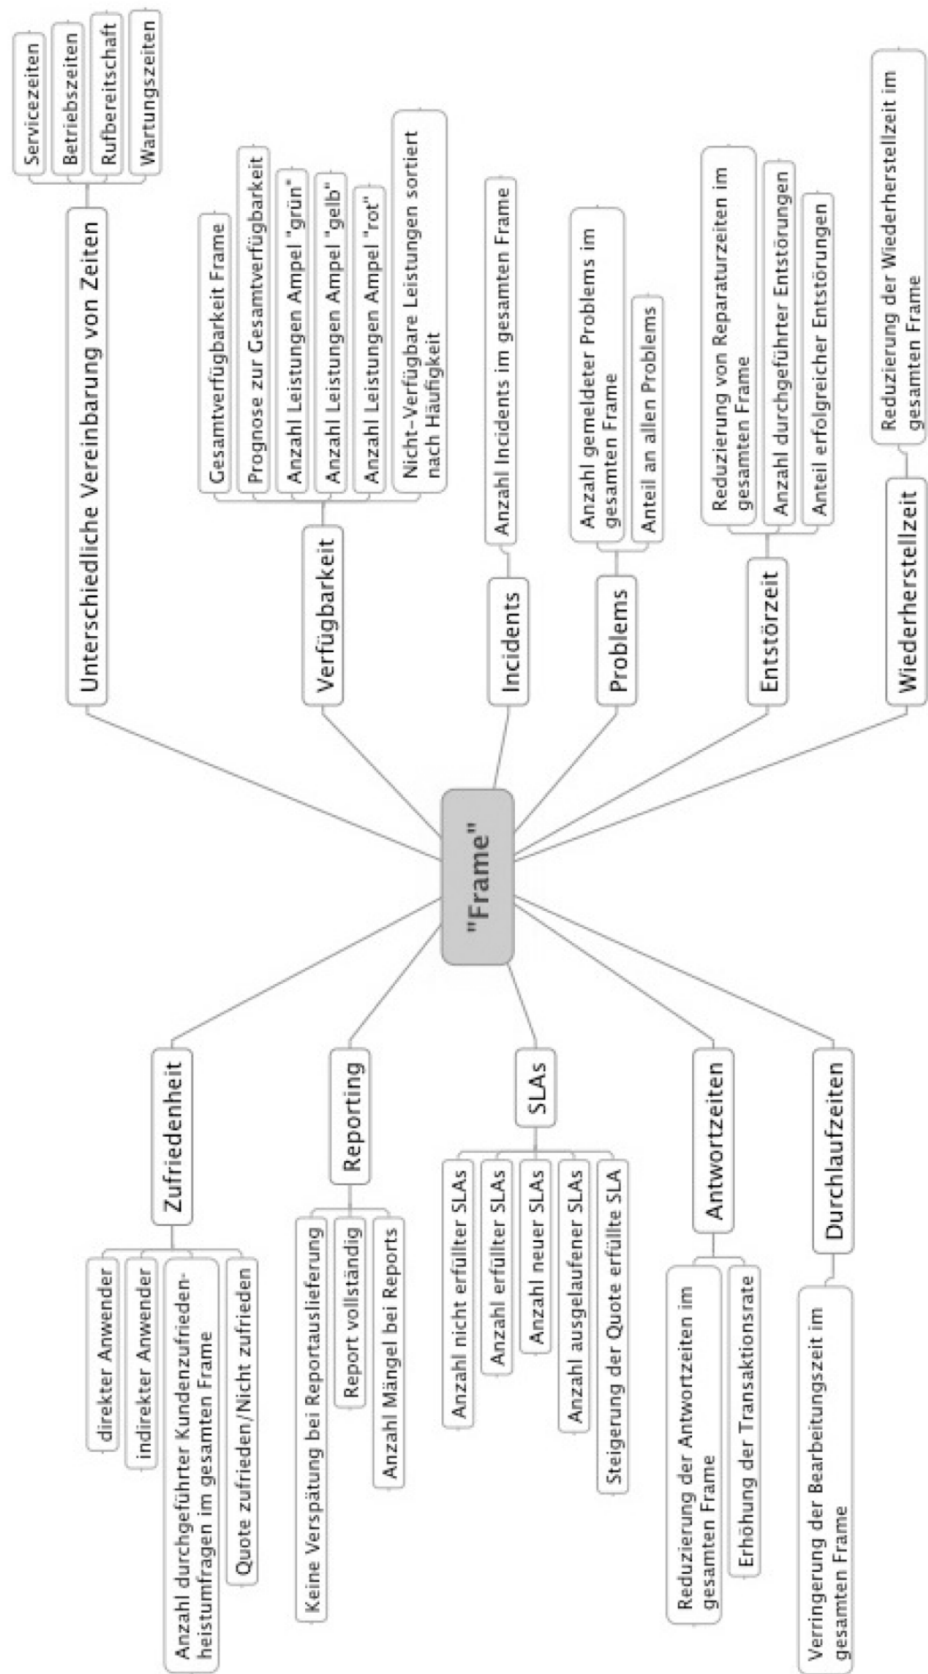 "Frame"
Unterschiedliche Vereinbarung von Zeiten
Servicezeiten
Betriebszeiten
Rufbereitschaft
Wartungszeiten
Verfügbarkeit
Gesamtverfügbarkeit Frame
Prognose zur Gesamtverfügbarkeit
Anzahl Leistungen Ampel "grün"
Anzahl Leistungen Ampel "gelb"
Anzahl Leistungen Ampel "rot"
Nicht-Verfügbare Leistungen sortiert
nach Häufigkeit
Incidents
Anzahl Incidents im gesamten Frame
Problems
Anzahl gemeldeter Problems im
gesamten Frame
Anteil an allen Problems
Entstörzeit
Reduzierung von Reparaturzeiten im
gesamten Frame
Anzahl durchgeführter Entstörungen
Anteil erfolgreicher Entstörungen
Wiederherstellzeit
Reduzierung der Wiederherstellzeit im
gesamten Frame
Zufriedenheit
direkter Anwender
indirekter Anwender
Anzahl durchgeführter Kundenzufrieden-
heistumfragen im gesamten Frame
Quote zufrieden/Nicht zufrieden
Reporting
Keine Verspätung bei Reportauslieferung
Report vollständig
Anzahl Mängel bei Reports
SLAs
Anzahl nicht erfüllter SLAs
Anzahl erfüllter SLAs
Anzahl neuer SLAs
Anzahl ausgelaufener SLAs
Steigerung der Quote erfüllte SLA
Antwortzeiten
Reduzierung der Antwortzeiten im
gesamten Frame
Erhöhung der Transaktionsrate
Durchlaufzeiten
Verringerung der Bearbeitungszeit im
gesamten Frame